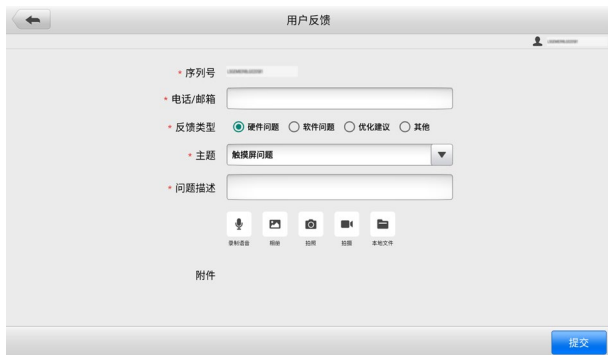 用户反馈
* 序列号
* 电话/邮箱
* 反馈类型 硬件问题 软件问题 优化建议 其他
* 主题 触摸屏问题
* 问题描述
录制语音 相册 拍照 拍摄 本地文件
附件
提交